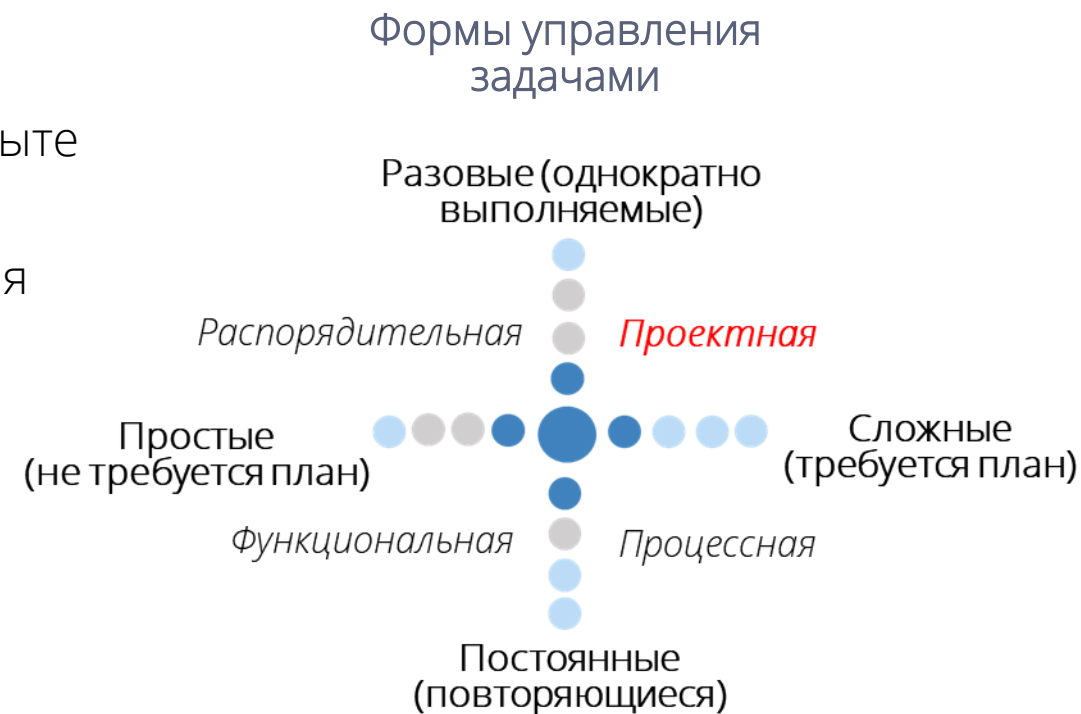 Формы управления
задачами
ыте
Разовые (однократно
выполняемые)
я
Распорядительная
Проектная
Простые
(не требуется план)
Сложные
(требуется план)
Функциональная
Процессная
Постоянные
(повторяющиеся)